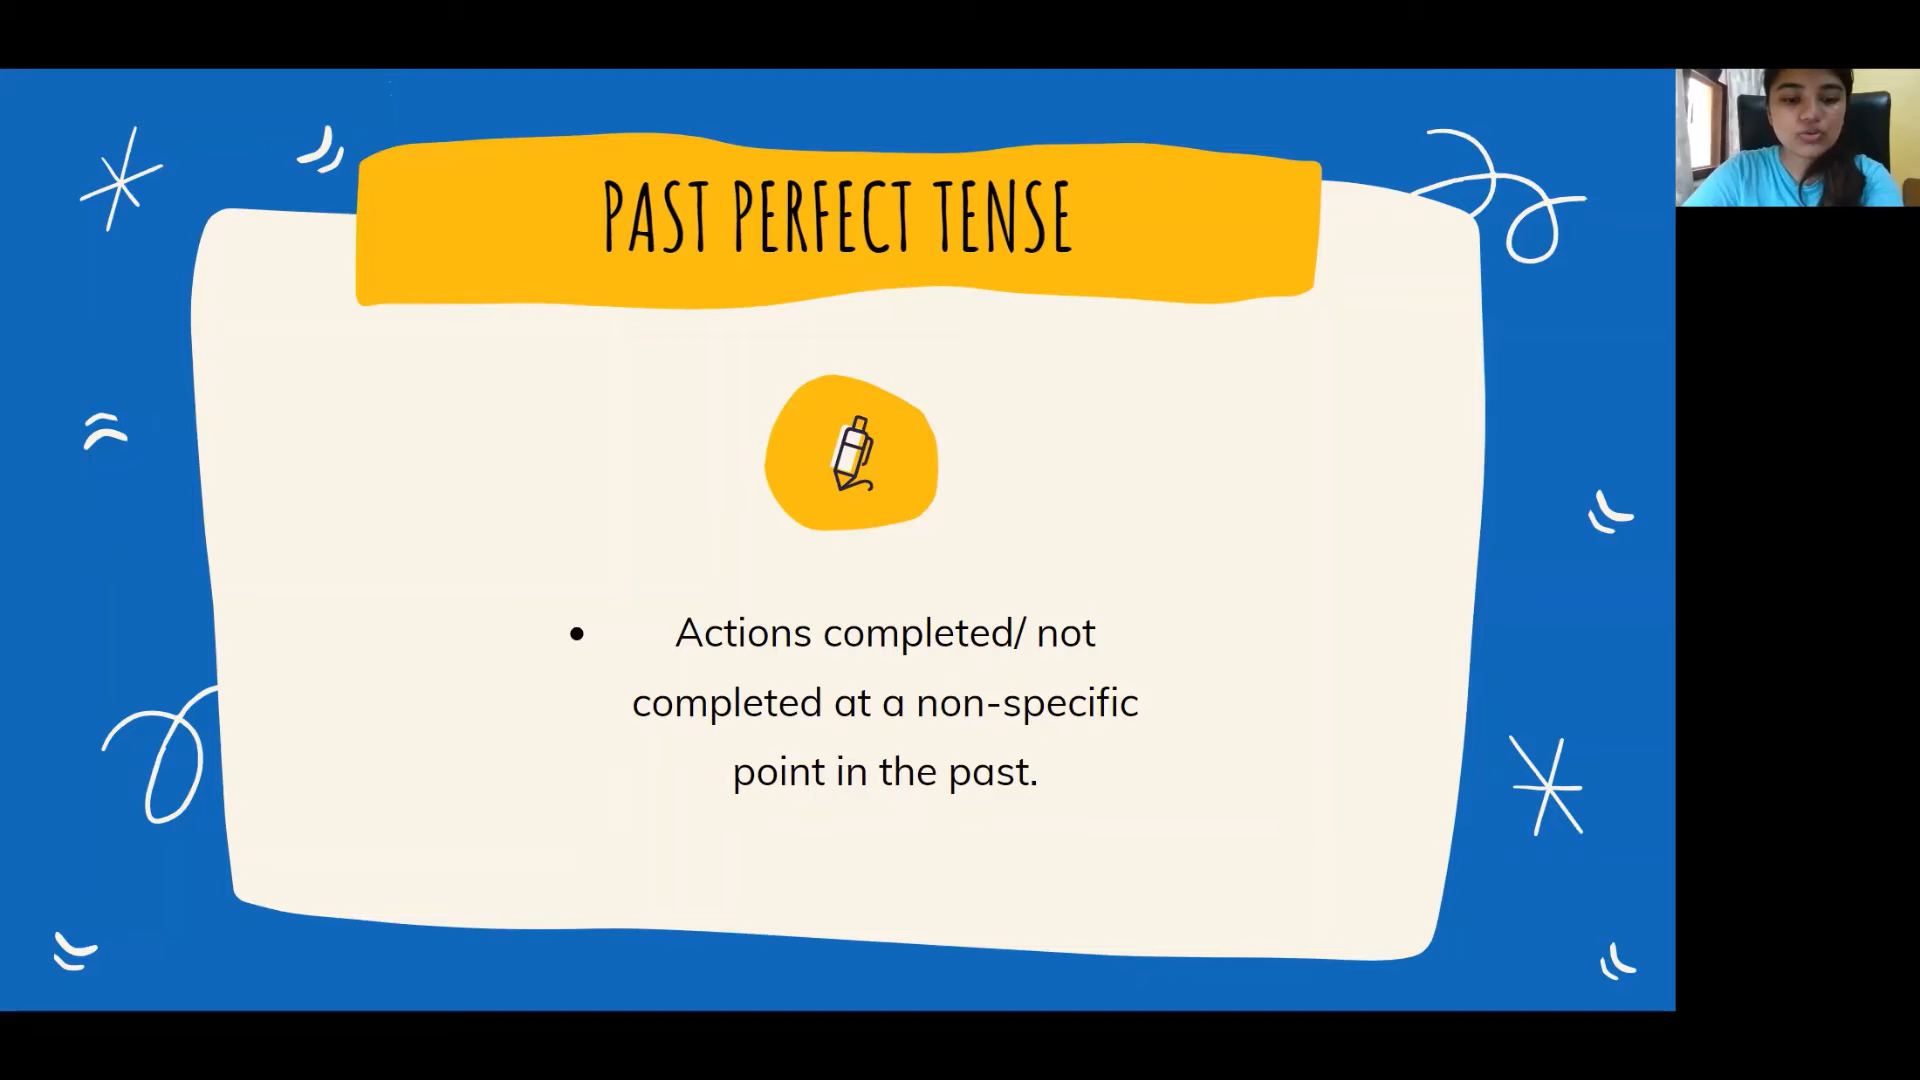 PAST PERFECT TENSE
• Actions completed/ not
completed at a non-specific
point in the past.